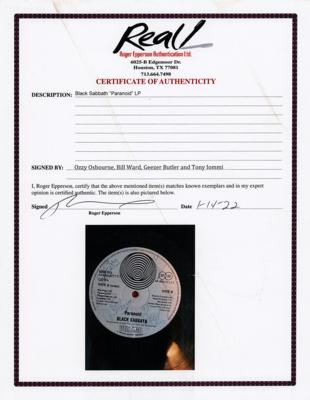 Real!
Roger Epperson Authentication Ltd.
6025-B Edgemoor Dr.
Houston, TX 77081
713.664.7498
CERTIFICATE OF AUTHENTICITY
DESCRIPTION: Black Sabbath "Paranoid" LP
SIGNED BY: Ozzy Osbourne, Bill Ward, Geezer Butler and Tony Iommi
I, Roger Epperson, certify that the above mentioned item(s) matches known exemplars and in my expert
opinion is certified authentic. The item(s) is also pictured below.
Signed Date 1-14-22
Roger Epperson
Paranoid
BLACK SABBATH